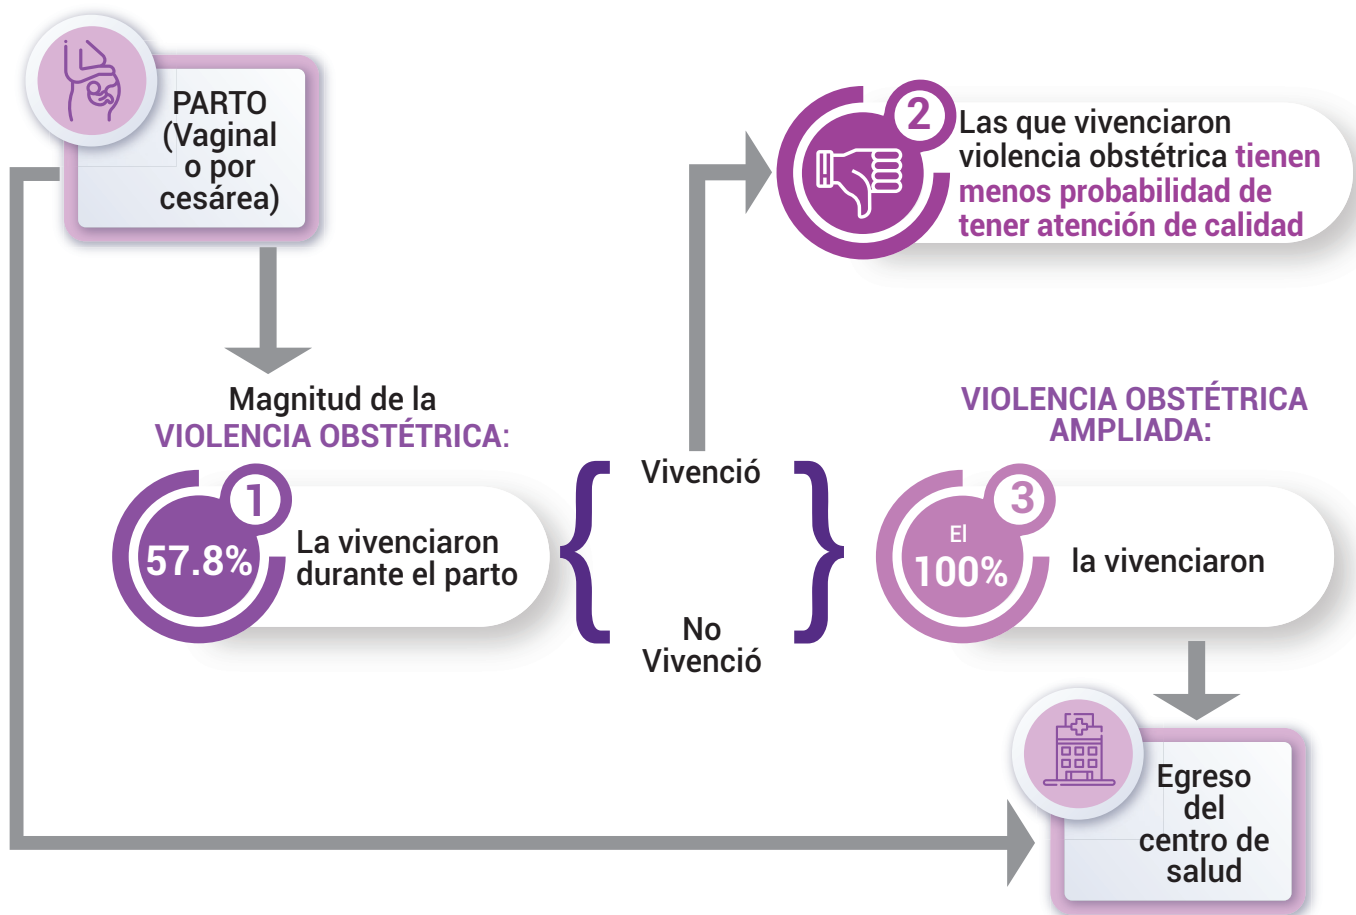 PARTO
(Vaginal
o por
cesárea)
2
Las que vivenciaron
violencia obstétrica tienen
menos probabilidad de
tener atención de calidad
Magnitud de la
VIOLENCIA OBSTÉTRICA:
1
57.8%
La vivenciaron
durante el parto
Vivenció
No
Vivenció
VIOLENCIA OBSTÉTRICA
AMPLIADA:
3
El
100%
la vivenciaron
Egreso
del
centro de
salud